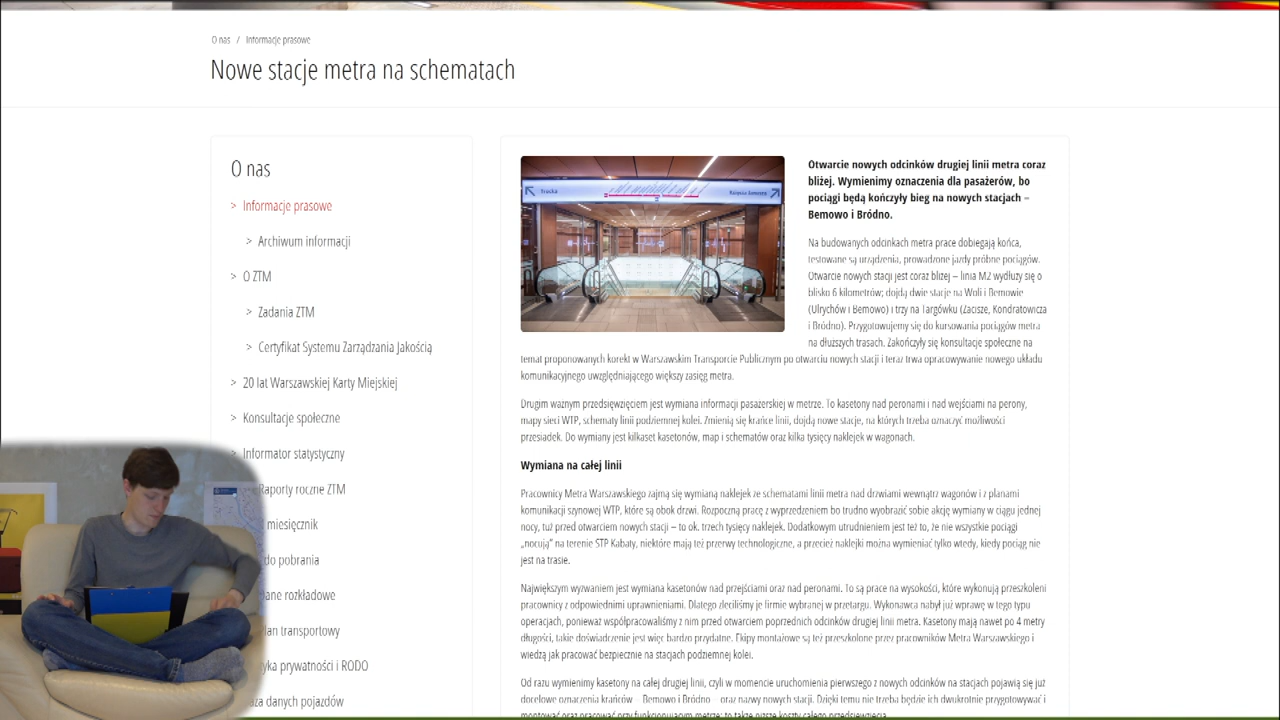 O nas / Informacje prasowe
Nowe stacje metra na schematach
O nas
> Informacje prasowe
> Archiwum informacji
> O ZTM
> Zadania ZTM
> Certyfikat Systemu Zarządzania Jakością
> 20 lat Warszawskiej Karty Miejskiej
> Konsultacje społeczne
Informator statystyczny
Raporty roczne ZTM
miesięcznik
do pobrania
ane rozkładowe
lan transportowy
yka prywatności i RODO
aza danych pojazdów
Trocka
Księcia Janusza
Otwarcie nowych odcinków drugiej linii metra coraz
bliżej. Wymienimy oznaczenia dla pasażerów, bo
pociągi będą kończyły bieg na nowych stacjach –
Bemowo i Bródno.
Na budowanych odcinkach metra prace dobiegają końca,
testowane są urządzenia, prowadzone jazdy próbne pociągów.
Otwarcie nowych stacji jest coraz bliżej – linia M2 wydłuży się o
blisko 6 kilometrów; dojdą dwie stacje na Woli i Bemowie
(Ulrychów i Bemowo) i trzy na Targówku (Zacisze, Kondratowicza
i Bródno). Przygotowujemy się do kursowania pociągów metra
na dłuższych trasach. Zakończyły się konsultacje społeczne na
temat proponowanych korekt w Warszawskim Transporcie Publicznym po otwarciu nowych stacji i teraz trwa opracowywanie nowego układu
komunikacyjnego uwzględniającego większy zasięg metra.
Drugim ważnym przedsięwzięciem jest wymiana informacji pasażerskiej w metrze. To kasetony nad peronami i nad wejściami na perony,
mapy sieci WTP, schematy linii podziemnej kolei. Zmienią się krańce linii, dojdą nowe stacje, na których trzeba oznaczyć możliwości
przesiadek. Do wymiany jest kilkaset kasetonów, map i schematów oraz kilka tysięcy naklejek w wagonach.
Wymiana na całej linii
Pracownicy Metra Warszawskiego zajmą się wymianą naklejek ze schematami linii metra nad drzwiami wewnątrz wagonów i z planami
komunikacji szynowej WTP, które są obok drzwi. Rozpoczną pracę z wyprzedzeniem bo trudno wyobrazić sobie akcję wymiany w ciągu jednej
nocy, tuż przed otwarciem nowych stacji – to ok. trzech tysięcy naklejek. Dodatkowym utrudnieniem jest też to, że nie wszystkie pociągi
„nocują” na terenie STP Kabaty, niektóre mają też przerwy technologiczne, a przecież naklejki można wymieniać tylko wtedy, kiedy pociąg nie
jest na trasie.
Największym wyzwaniem jest wymiana kasetonów nad przejściami oraz nad peronami. To są prace na wysokości, które wykonują przeszkoleni
pracownicy z odpowiednimi uprawnieniami. Dlatego zleciliśmy je firmie wybranej w przetargu. Wykonawca nabył już wprawę w tego typu
operacjach, ponieważ współpracowaliśmy z nim przed otwarciem poprzednich odcinków drugiej linii metra. Kasetony mają nawet po 4 metry
długości, takie doświadczenie jest więc bardzo przydatne. Ekipy montażowe są też przeszkolone przez pracowników Metra Warszawskiego i
wiedzą jak pracować bezpiecznie na stacjach podziemnej kolei.
Od razu wymienimy kasetony na całej drugiej linii, czyli w momencie uruchomienia pierwszego z nowych odcinków na stacjach pojawią się już
docelowe oznaczenia krańców – Bemowo i Bródno – oraz nazwy nowych stacji. Dzięki temu nie trzeba będzie ich dwukrotnie przygotowywać i
montować oraz pracować przy funkcjonującym metrze; to także niższe koszty całego przedsięwzięcia.